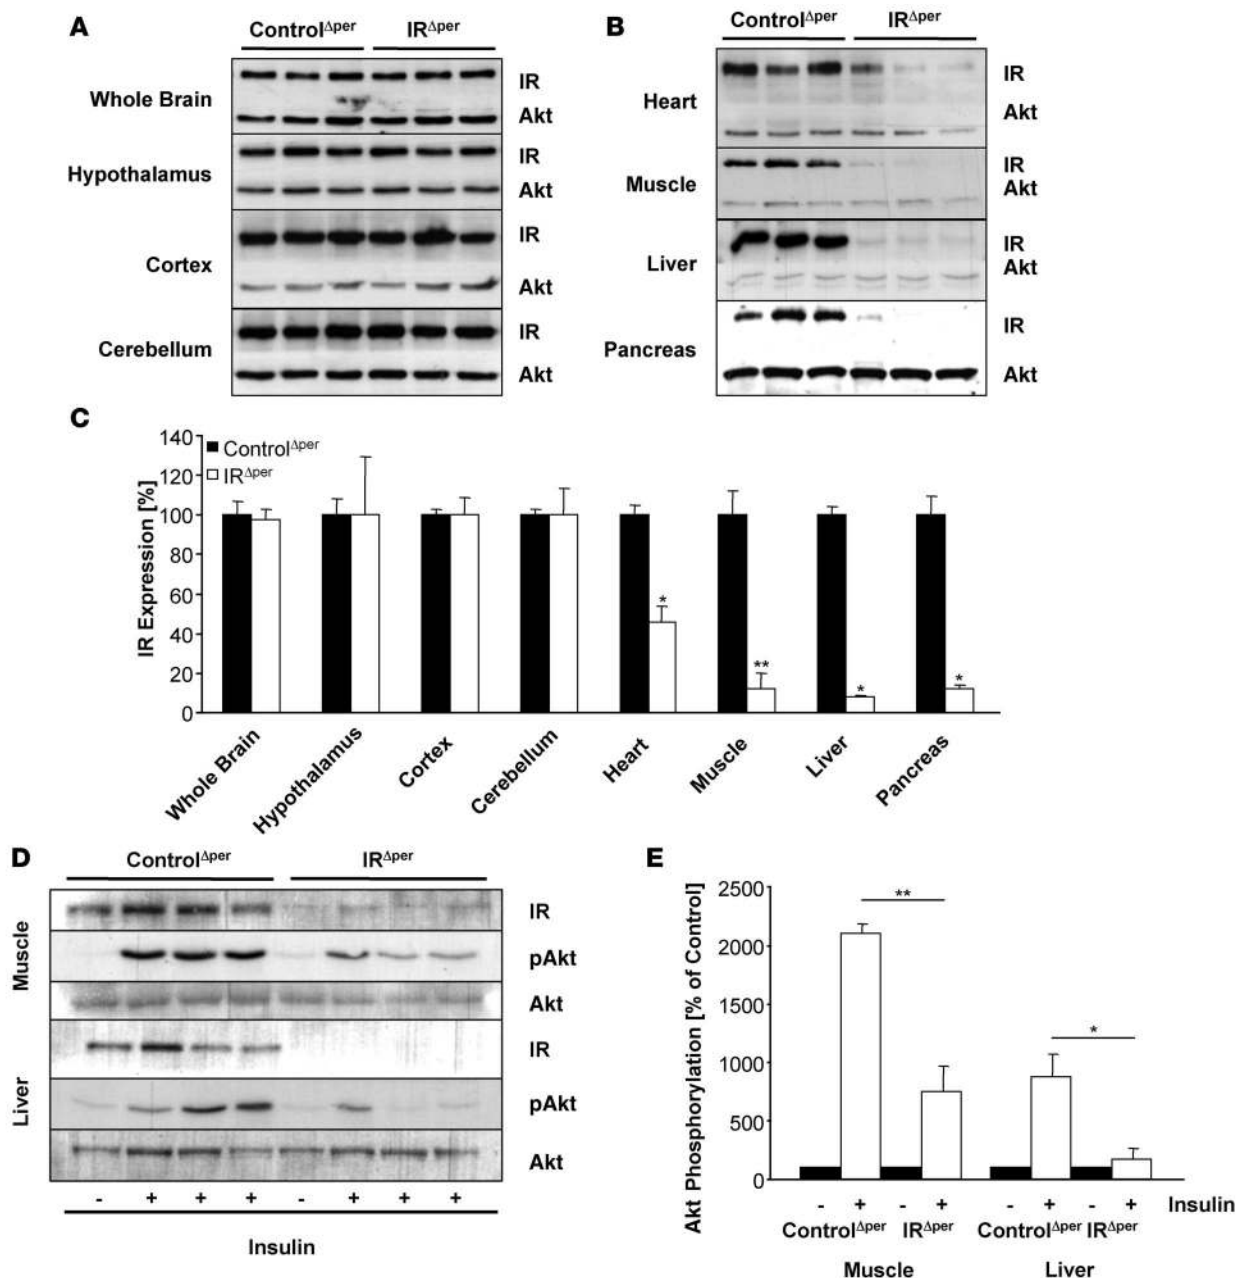 A
Control^Δper IR^Δper
Whole Brain
IR
Akt
Hypothalamus
IR
Akt
Cortex
IR
Akt
Cerebellum
IR
Akt
B
Control^Δper IR^Δper
Heart
IR
Akt
Muscle
IR
Akt
Liver
IR
Akt
Pancreas
IR
Akt
C
IR Expression [%]
140
120
100
80
60
40
20
0
Control^Δper
IR^Δper
* ** * *
Whole Brain
Hypothalamus
Cortex
Cerebellum
Heart
Muscle
Liver
Pancreas
D
Control^Δper IR^Δper
Muscle
IR
pAkt
Akt
Liver
IR
pAkt
Akt
- + + + - + + +
Insulin
E
Akt Phosphorylation [% of Control]
2500
2000
1500
1000
500
0
**
*
- + - + - + - + Insulin
Control^Δper IR^Δper Control^Δper IR^Δper
Muscle Liver